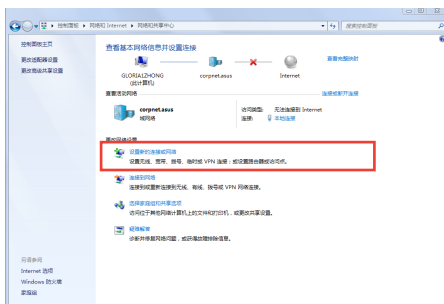 控制面板 ▸ 网络和 Internet ▸ 网络和共享中心
搜索控制面板
控制面板主页
更改适配器设置
更改高级共享设置
查看基本网络信息并设置连接
查看完整映射
GLORIA1ZHONG
(此计算机)
corpnet.asus
Internet
查看活动网络
连接或断开连接
corpnet.asus
域网络
访问类型: 无法连接到 Internet
连接: 本地连接
更改网络设置
设置新的连接或网络
设置无线、宽带、拨号、临时或 VPN 连接；或设置路由器或访问点。
连接到网络
连接到或重新连接到无线、有线、拨号或 VPN 网络连接。
选择家庭组和共享选项
访问位于其他网络计算机上的文件和打印机，或更改共享设置。
疑难解答
诊断并修复网络问题，或获得故障排除信息。
另请参阅
Internet 选项
Windows 防火墙
家庭组